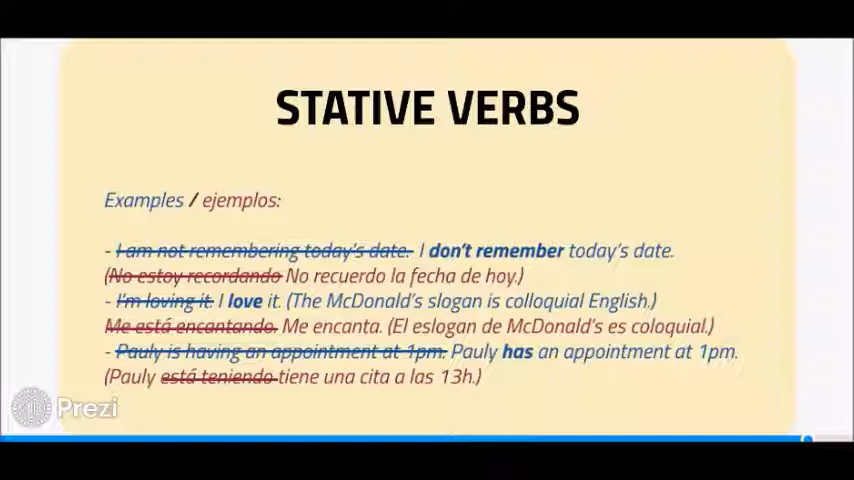 STATIVE VERBS
Examples / ejemplos:
- I am not remembering today's date. I don't remember today's date.
(No estoy recordando No recuerdo la fecha de hoy.)
- I'm loving it. I love it. (The McDonald's slogan is colloquial English.)
Me está encantando. Me encanta. (El eslogan de McDonald's es coloquial.)
- Pauly is having an appointment at 1pm. Pauly has an appointment at 1pm.
(Pauly está teniendo tiene una cita a las 13h.)
Prezi